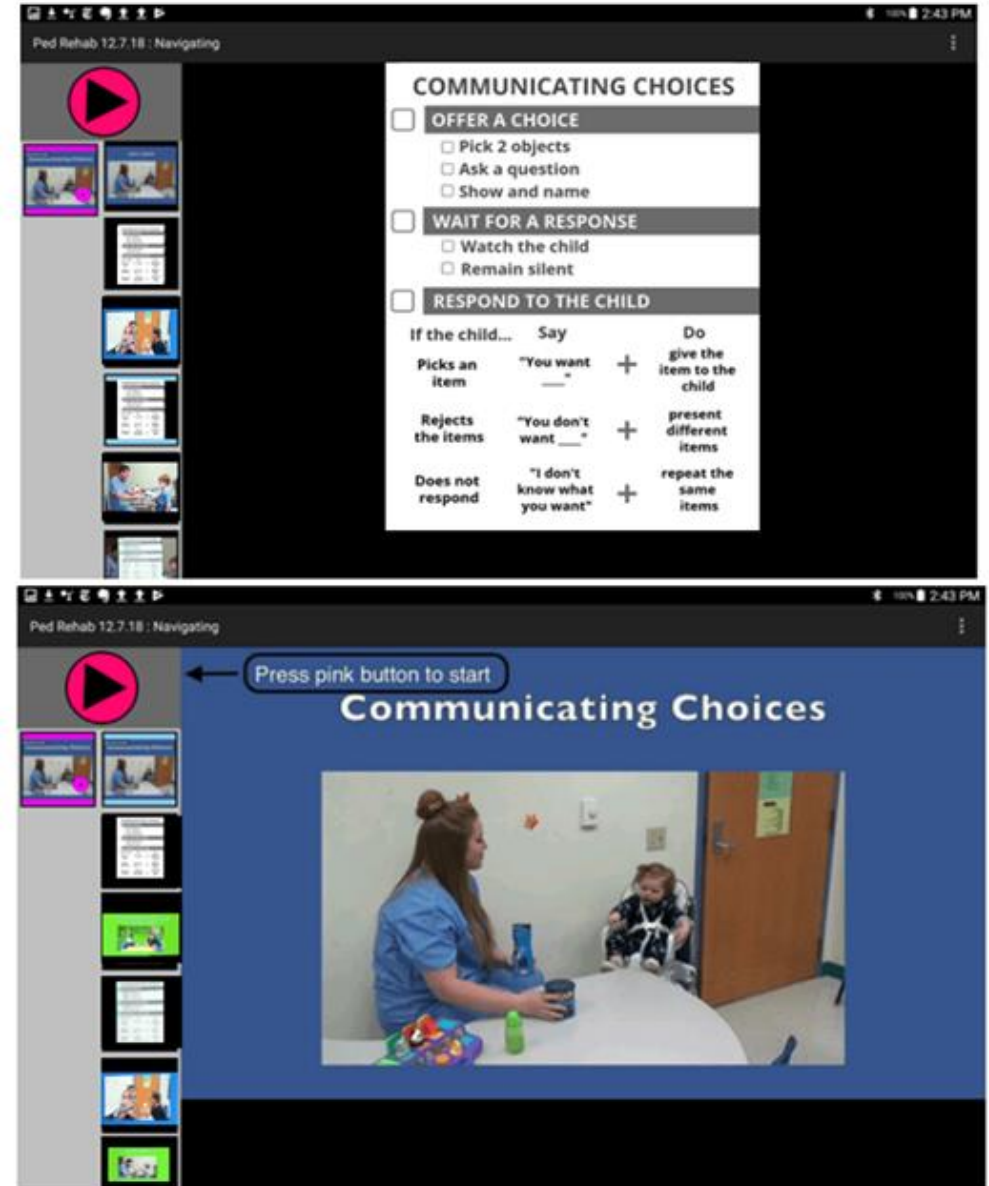 100% 2:43 PM
Ped Rehab 12.7.18 : Navigating
COMMUNICATING CHOICES
OFFER A CHOICE
Pick 2 objects
Ask a question
Show and name
WAIT FOR A RESPONSE
Watch the child
Remain silent
RESPOND TO THE CHILD
If the child... Say Do
Picks an item "You want ___" + give the item to the child
Rejects the items "You don't want ___" + present different items
Does not respond "I don't know what you want" + repeat the same items
100% 2:43 PM
Ped Rehab 12.7.18 : Navigating
Press pink button to start
Communicating Choices